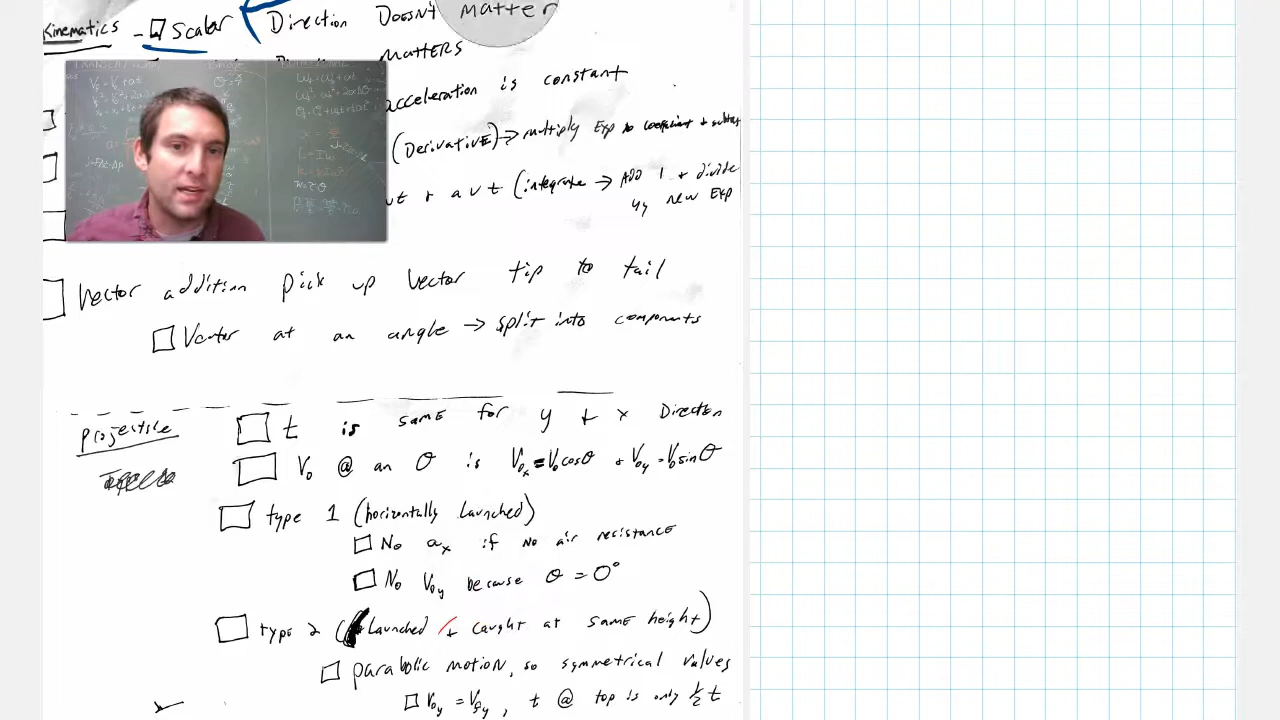 Kinematics - Scalar Direction Doesn't matter
MATTERS
acceleration is constant
(DerivativE) → multiply Exp to coefficient + subtract
vt + a v t (integrate → ADD 1 + divide
by new Exp
Vector addition pick up vector tip to tail
Vector at an angle → split into components
projectile
t is same for y + x Direction
V₀ @ an θ is V₀ₓ = V₀cosθ + V₀y = V₀sinθ
type 1 (horizontally launched)
No aₓ if No air resistance
No V₀y because θ = 0°
type 2 (Launched + caught at same height)
parabolic motion, so symmetrical values
V₀y = Vfy, t @ top is only ½ t